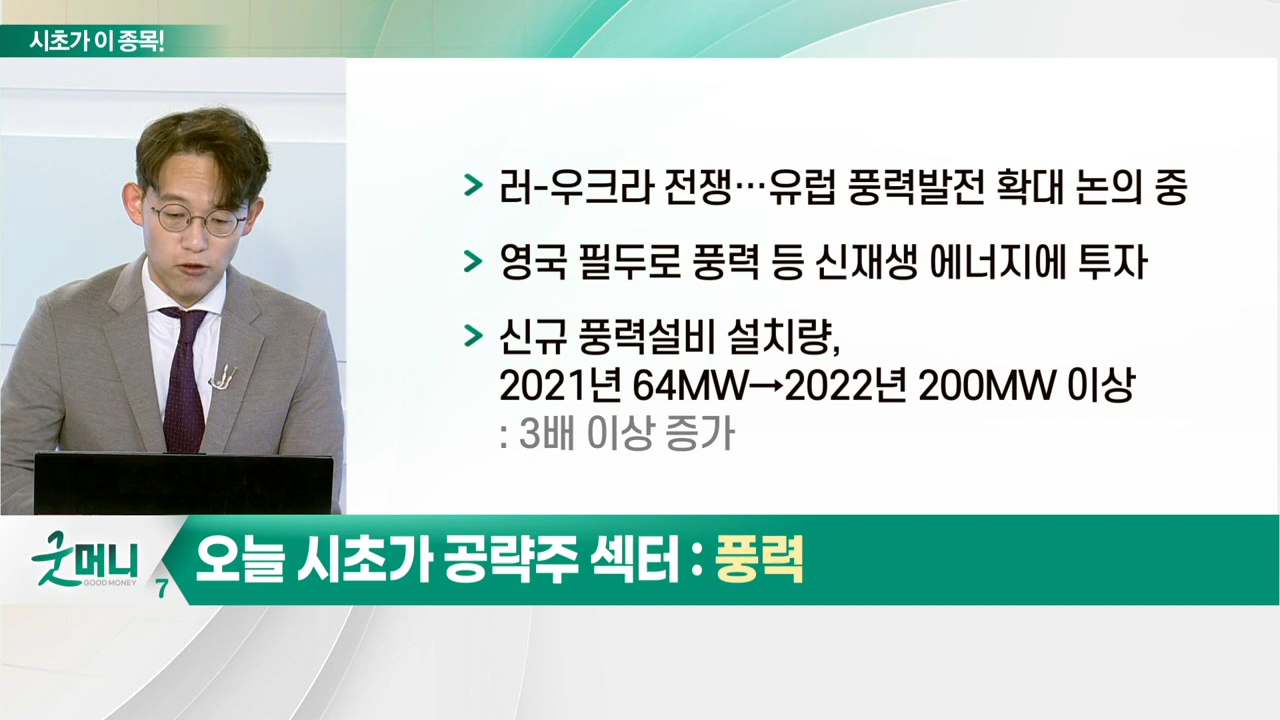 시초가 이 종목!
> 러-우크라 전쟁…유럽 풍력발전 확대 논의 중
> 영국 필두로 풍력 등 신재생 에너지에 투자
> 신규 풍력설비 설치량,
2021년 64MW→2022년 200MW 이상
: 3배 이상 증가
굿머니
GOOD MONEY
7
오늘 시초가 공략주 섹터 : 풍력